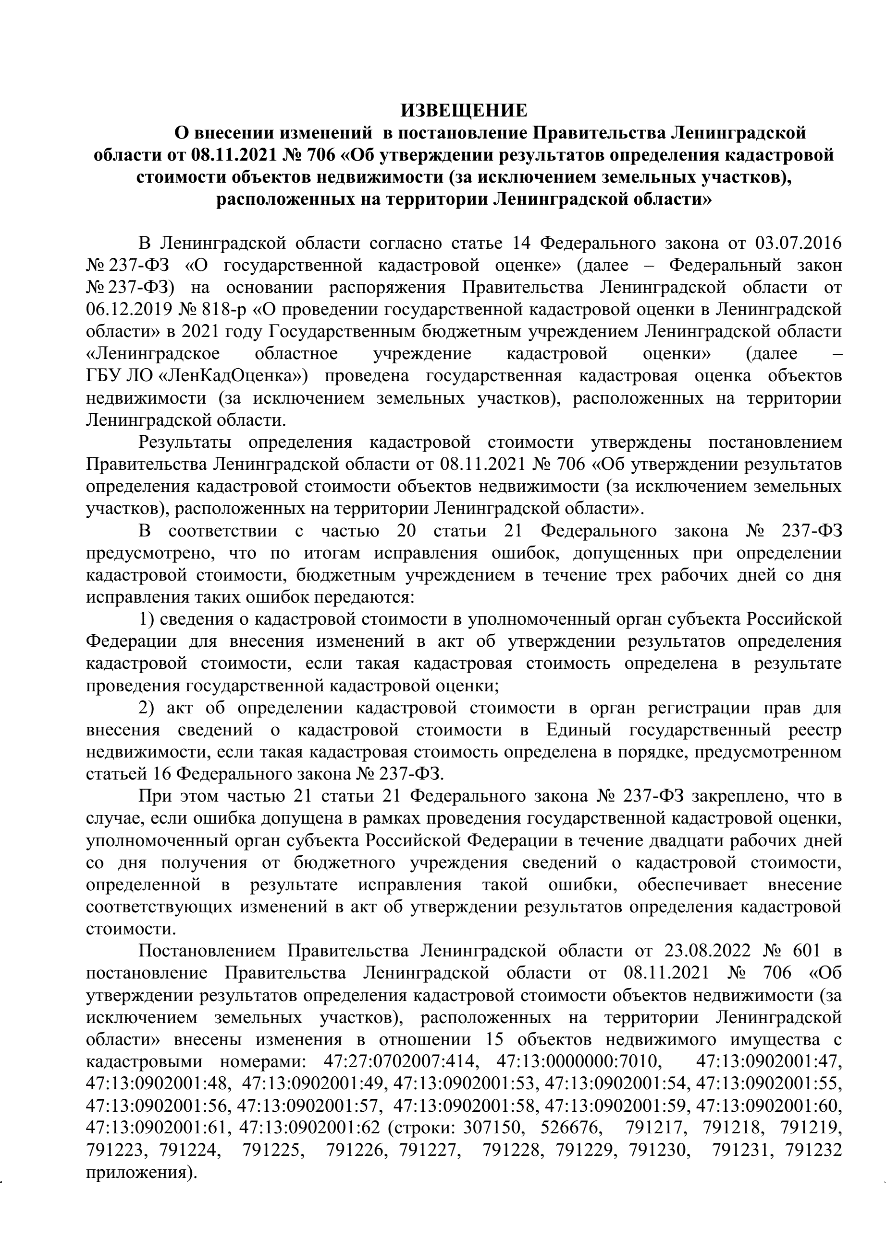 ИЗВЕЩЕНИЕ
О внесении изменений в постановление Правительства Ленинградской
области от 08.11.2021 № 706 «Об утверждении результатов определения кадастровой
стоимости объектов недвижимости (за исключением земельных участков),
расположенных на территории Ленинградской области»
В Ленинградской области согласно статье 14 Федерального закона от 03.07.2016
№ 237-ФЗ «О государственной кадастровой оценке» (далее – Федеральный закон
№ 237-ФЗ) на основании распоряжения Правительства Ленинградской области от
06.12.2019 № 818-р «О проведении государственной кадастровой оценки в Ленинградской
области» в 2021 году Государственным бюджетным учреждением Ленинградской области
«Ленинградское областное учреждение кадастровой оценки» (далее –
ГБУ ЛО «ЛенКадОценка») проведена государственная кадастровая оценка объектов
недвижимости (за исключением земельных участков), расположенных на территории
Ленинградской области.
Результаты определения кадастровой стоимости утверждены постановлением
Правительства Ленинградской области от 08.11.2021 № 706 «Об утверждении результатов
определения кадастровой стоимости объектов недвижимости (за исключением земельных
участков), расположенных на территории Ленинградской области».
В соответствии с частью 20 статьи 21 Федерального закона № 237-ФЗ
предусмотрено, что по итогам исправления ошибок, допущенных при определении
кадастровой стоимости, бюджетным учреждением в течение трех рабочих дней со дня
исправления таких ошибок передаются:
1) сведения о кадастровой стоимости в уполномоченный орган субъекта Российской
Федерации для внесения изменений в акт об утверждении результатов определения
кадастровой стоимости, если такая кадастровая стоимость определена в результате
проведения государственной кадастровой оценки;
2) акт об определении кадастровой стоимости в орган регистрации прав для
внесения сведений о кадастровой стоимости в Единый государственный реестр
недвижимости, если такая кадастровая стоимость определена в порядке, предусмотренном
статьей 16 Федерального закона № 237-ФЗ.
При этом частью 21 статьи 21 Федерального закона № 237-ФЗ закреплено, что в
случае, если ошибка допущена в рамках проведения государственной кадастровой оценки,
уполномоченный орган субъекта Российской Федерации в течение двадцати рабочих дней
со дня получения от бюджетного учреждения сведений о кадастровой стоимости,
определенной в результате исправления такой ошибки, обеспечивает внесение
соответствующих изменений в акт об утверждении результатов определения кадастровой
стоимости.
Постановлением Правительства Ленинградской области от 23.08.2022 № 601 в
постановление Правительства Ленинградской области от 08.11.2021 № 706 «Об
утверждении результатов определения кадастровой стоимости объектов недвижимости (за
исключением земельных участков), расположенных на территории Ленинградской
области» внесены изменения в отношении 15 объектов недвижимого имущества с
кадастровыми номерами: 47:27:0702007:414, 47:13:0000000:7010, 47:13:0902001:47,
47:13:0902001:48, 47:13:0902001:49, 47:13:0902001:53, 47:13:0902001:54, 47:13:0902001:55,
47:13:0902001:56, 47:13:0902001:57, 47:13:0902001:58, 47:13:0902001:59, 47:13:0902001:60,
47:13:0902001:61, 47:13:0902001:62 (строки: 307150, 526676, 791217, 791218, 791219,
791223, 791224, 791225, 791226, 791227, 791228, 791229, 791230, 791231, 791232
приложения).